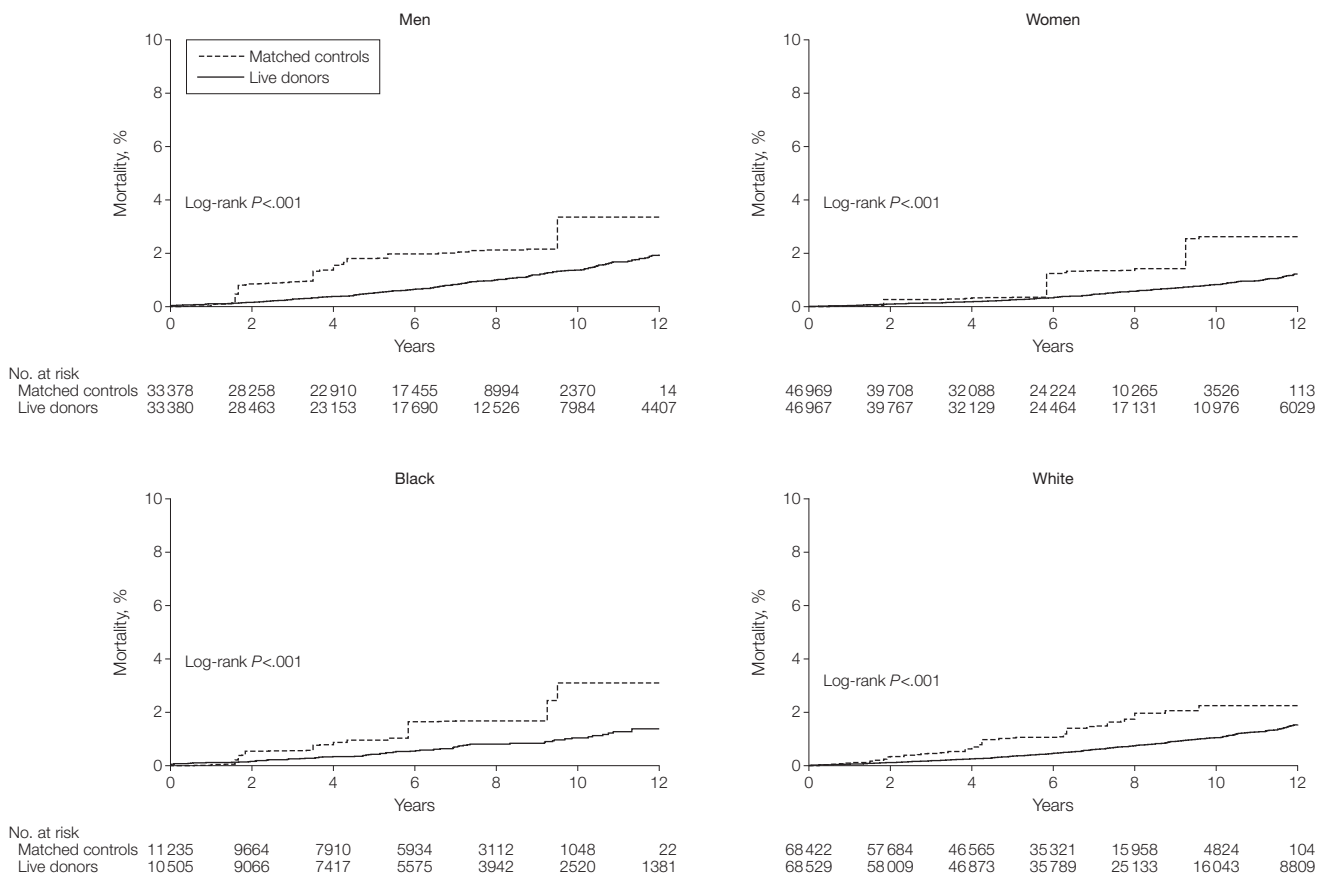 Men
10
8
6
4
2
0
Mortality, %
Matched controls
Live donors
Log-rank P<.001
0 2 4 6 8 10 12
Years
No. at risk
Matched controls 33378 28258 22910 17455 8994 2370 14
Live donors 33380 28463 23153 17690 12526 7984 4407
Women
10
8
6
4
2
0
Mortality, %
Log-rank P<.001
0 2 4 6 8 10 12
Years
46969 39708 32088 24224 10265 3526 113
46967 39767 32129 24464 17131 10976 6029
Black
10
8
6
4
2
0
Mortality, %
Log-rank P<.001
0 2 4 6 8 10 12
Years
No. at risk
Matched controls 11235 9664 7910 5934 3112 1048 22
Live donors 10505 9066 7417 5575 3942 2520 1381
White
10
8
6
4
2
0
Mortality, %
Log-rank P<.001
0 2 4 6 8 10 12
Years
68422 57684 46565 35321 15958 4824 104
68529 58009 46873 35789 25133 16043 8809